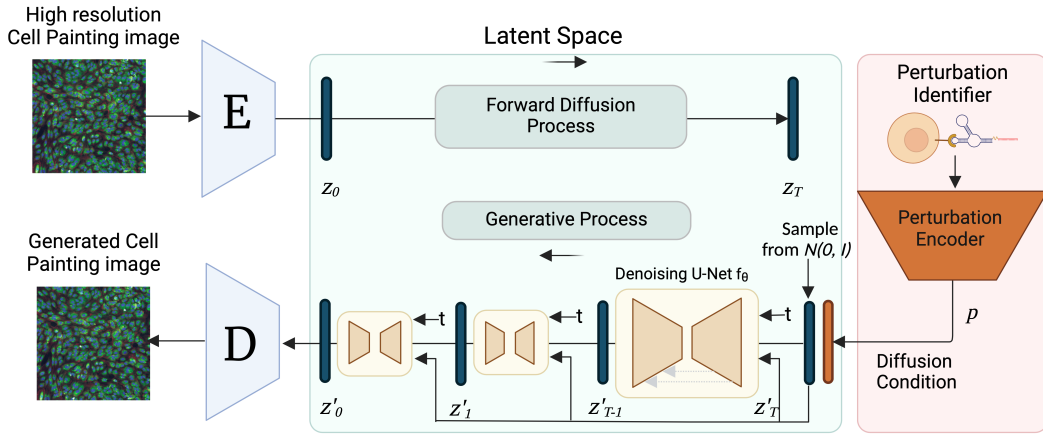 High resolution
Cell Painting image
E
Latent Space
Forward Diffusion
Process
z0
zT
Perturbation
Identifier
Perturbation
Encoder
p
Diffusion
Condition
Generative Process
Sample
from N(0, I)
Denoising U-Net fθ
t
t
t
Generated Cell
Painting image
D
z'0
z'1
z'T-1
z'T